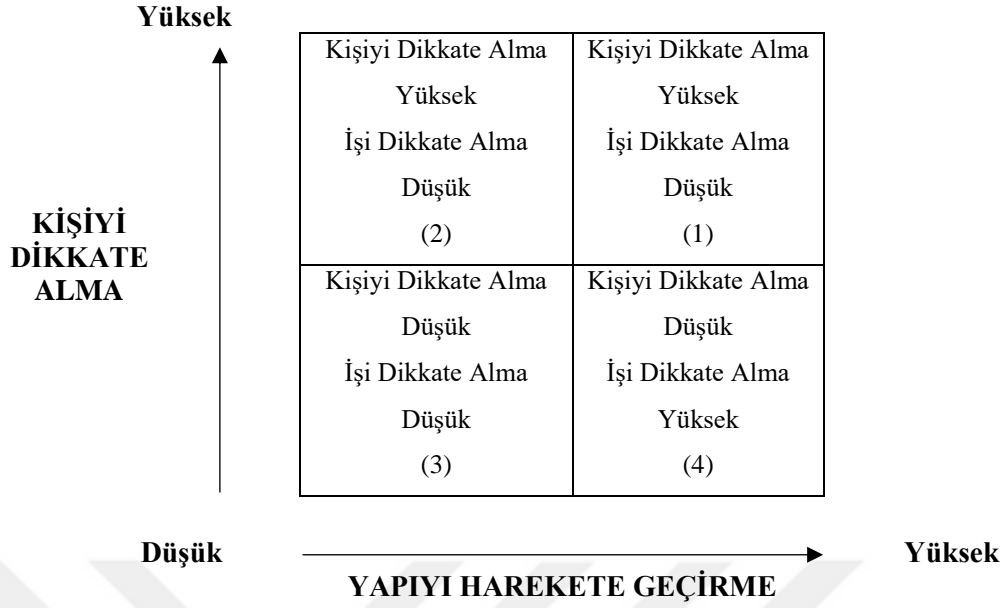 Yüksek
Kişiyi Dikkate Alma
Yüksek
İşi Dikkate Alma
Düşük
(2)
Kişiyi Dikkate Alma
Yüksek
İşi Dikkate Alma
Düşük
(1)
KİŞİYİ
DİKKATE
ALMA
Kişiyi Dikkate Alma
Düşük
İşi Dikkate Alma
Düşük
(3)
Kişiyi Dikkate Alma
Düşük
İşi Dikkate Alma
Yüksek
(4)
Düşük
Yüksek
YAPIYI HAREKETE GEÇİRME